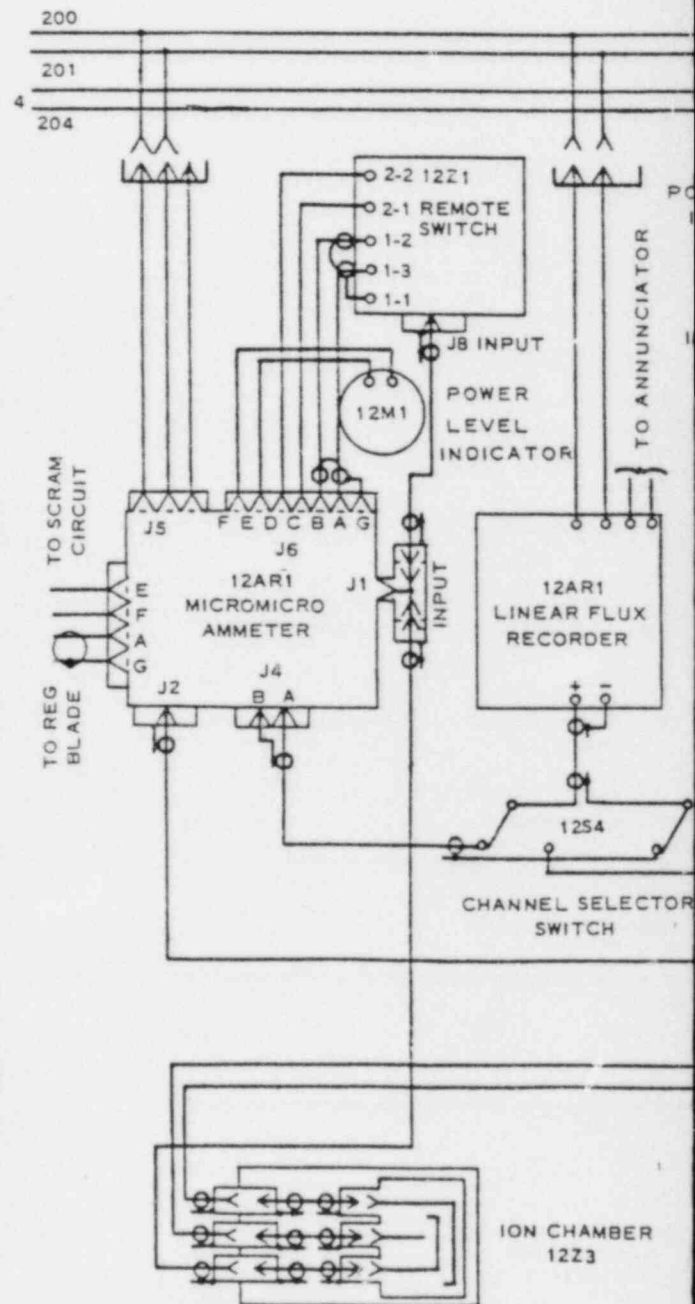 200
201
4
204
2-2 12Z1
2-1 REMOTE
1-2 SWITCH
1-3
1-1
J8 INPUT
12M1
POWER
LEVEL
INDICATOR
TO ANNUNCIATOR
TO SCRAM
CIRCUIT
J5
F E D C B A G
J6
12AR1
MICROMICRO
AMMETER
J1
INPUT
E
F
A
G
J2
J4
B A
TO REG
BLADE
12AR1
LINEAR FLUX
RECORDER
+ -
12S4
CHANNEL SELECTOR
SWITCH
ION CHAMBER
12Z3